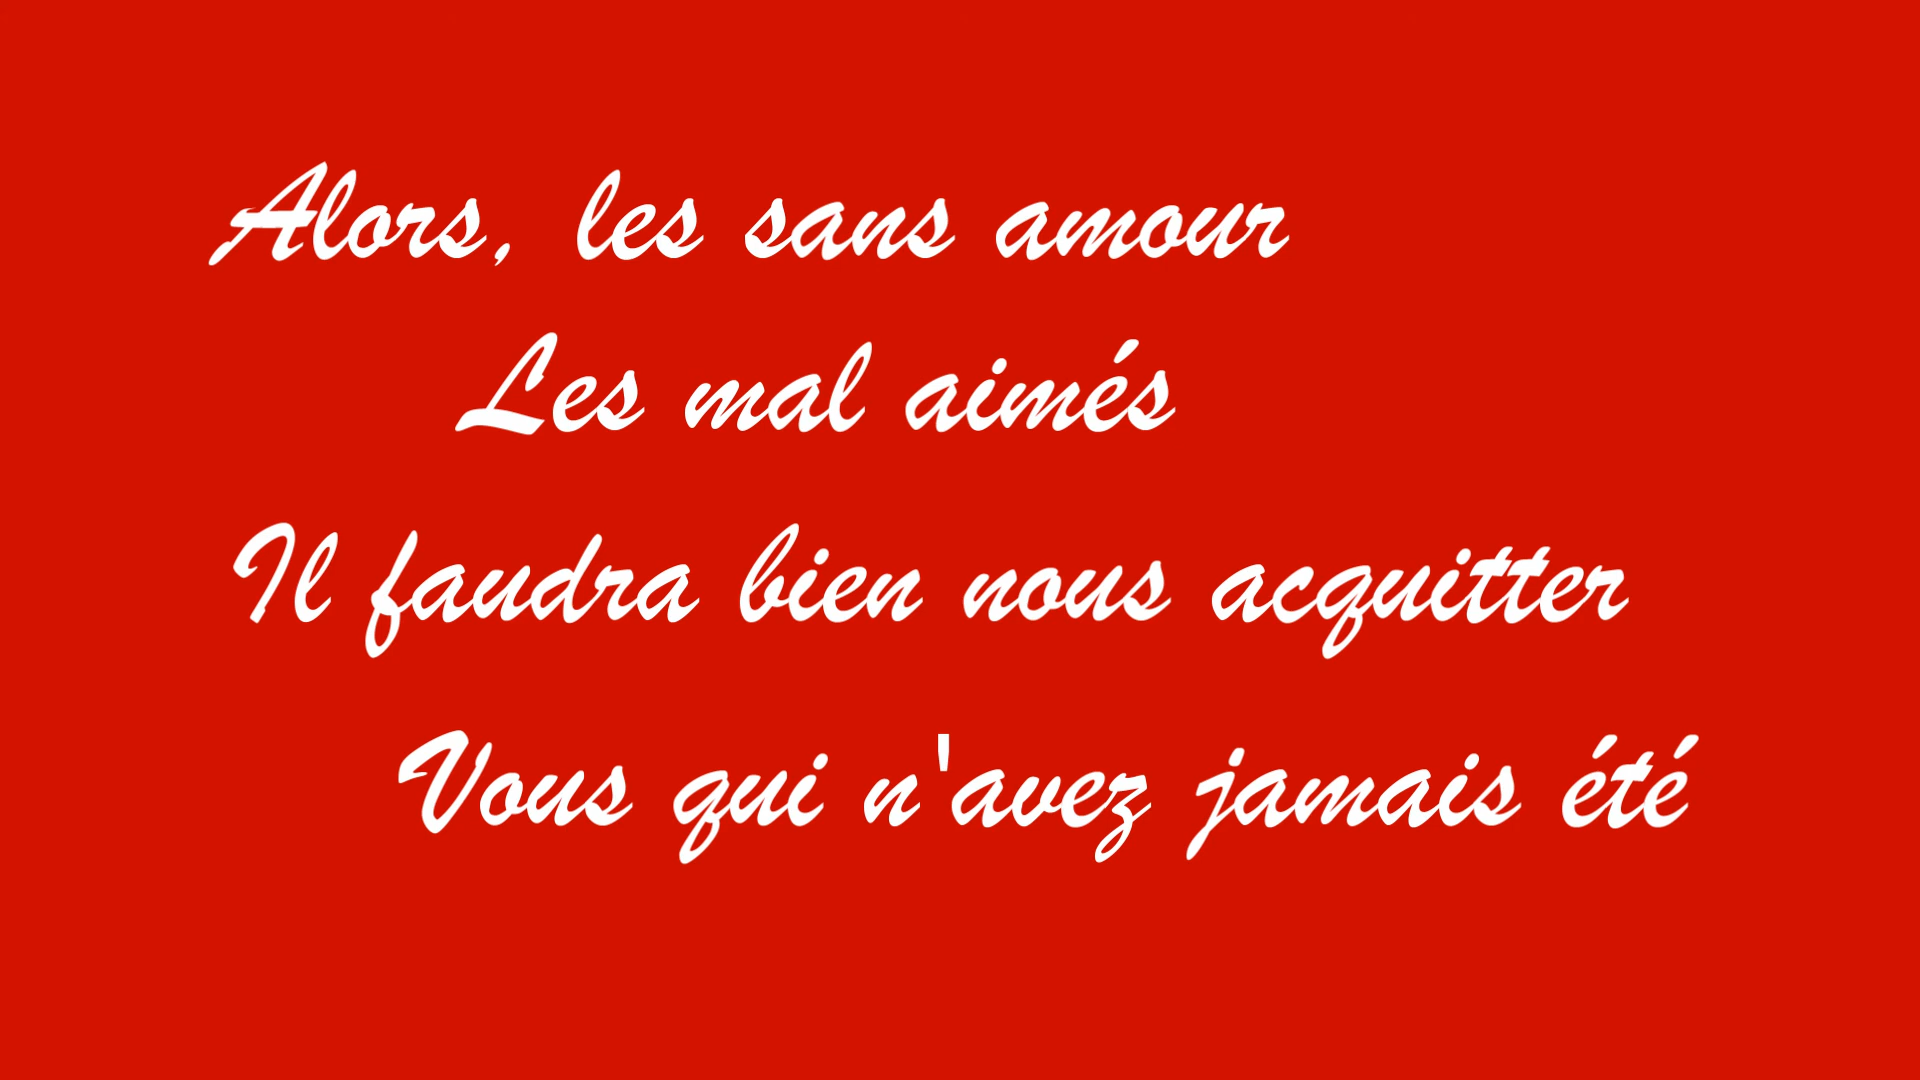 Alors, les sans amour
Les mal aimés
Il faudra bien nous acquitter
Vous qui n'avez jamais été